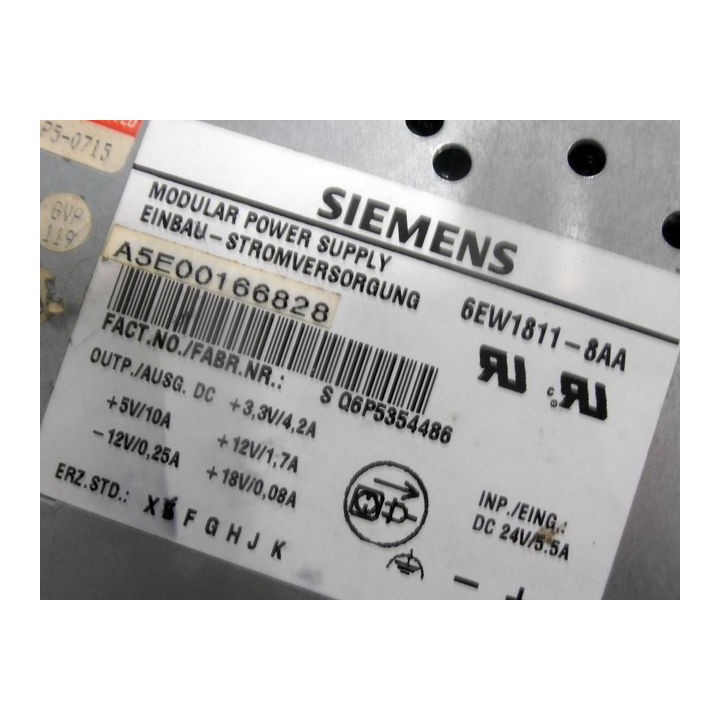 P5-0715
GVP
119
SIEMENS
MODULAR POWER SUPPLY
EINBAU-STROMVERSORGUNG
6EW1811-8AA
A5E00166828
FACT.NO./FABR.NR.: S Q6P5354486
OUTP./AUSG. DC +3,3V/4,2A
+5V/10A +12V/1,7A
-12V/0,25A +18V/0,08A
INP./EING.:
DC 24V/5.5A
ERZ.STD.: X F G H J K
- +